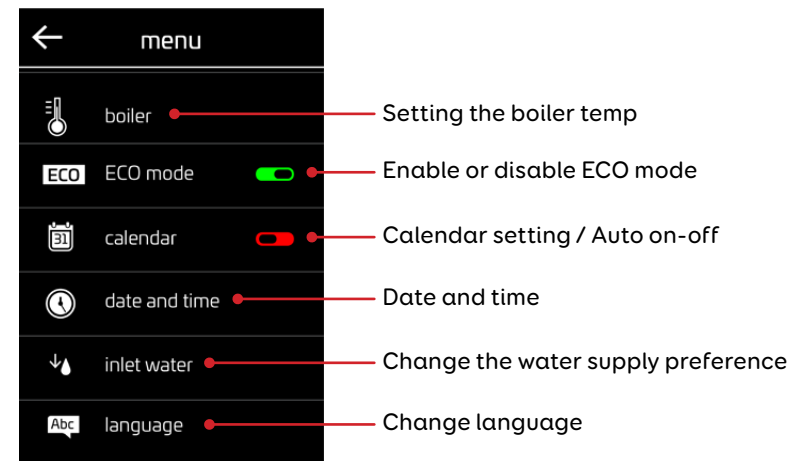 menu
boiler
Setting the boiler temp
ECO
ECO mode
Enable or disable ECO mode
31
calendar
Calendar setting / Auto on-off
date and time
Date and time
inlet water
Change the water supply preference
Abc
language
Change language